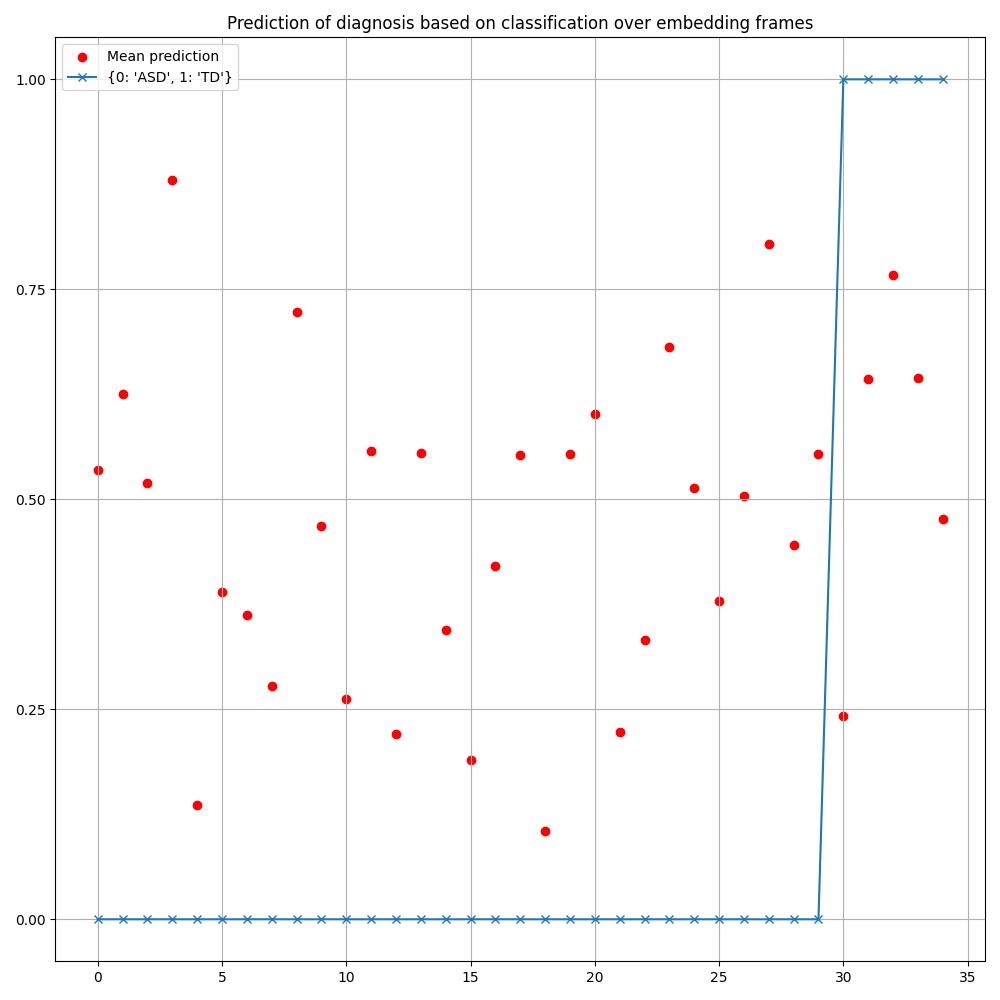 Prediction of diagnosis based on classification over embedding frames
Mean prediction
{0: 'ASD', 1: 'TD'}
1.00
0.75
0.50
0.25
0.00
0 5 10 15 20 25 30 35